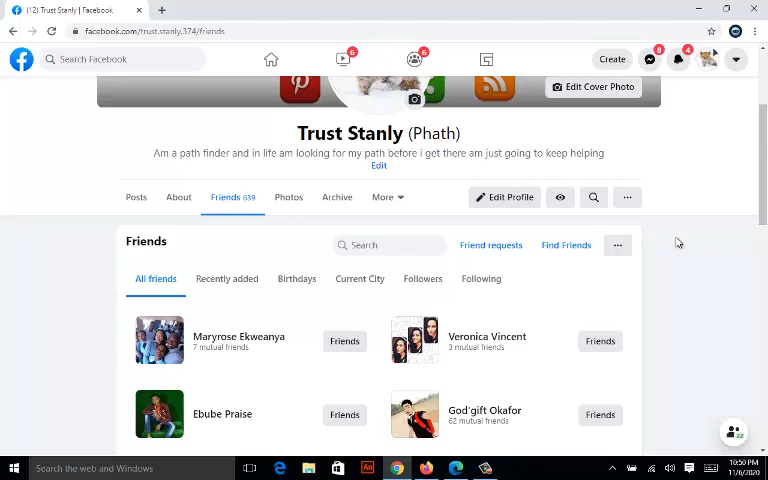 (12) Trust Stanly | Facebook
facebook.com/trust.stanly.374/friends
Search Facebook
6
6
Create
8
4
Edit Cover Photo
Trust Stanly (Phath)
Am a path finder and in life am looking for my path before i get there am just going to keep helping
Edit
Posts
About
Friends 639
Photos
Archive
More
Edit Profile
Friends
Search
Friend requests
Find Friends
All friends
Recently added
Birthdays
Current City
Followers
Following
Maryrose Ekweanya
7 mutual friends
Friends
Veronica Vincent
3 mutual friends
Friends
Ebube Praise
Friends
God'gift Okafor
62 mutual friends
Friends
22
Search the web and Windows
An
10:50 PM
11/6/2020